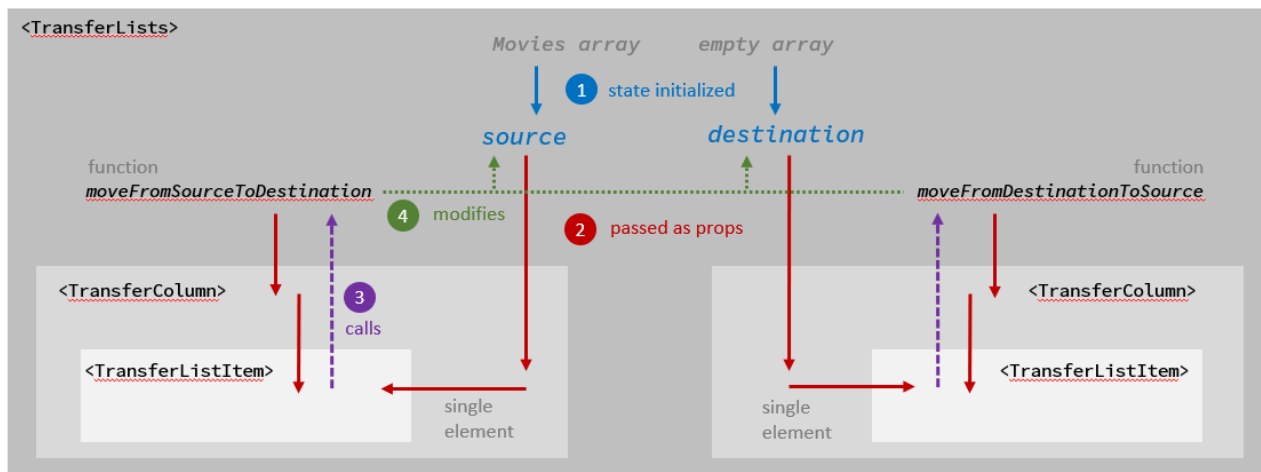 <TransferLists>
Movies array
empty array
1 state initialized
source
destination
function
moveFromSourceToDestination
function
moveFromDestinationToSource
4 modifies
2 passed as props
<TransferColumn>
3
calls
<TransferColumn>
<TransferListItem>
<TransferListItem>
single
element
single
element